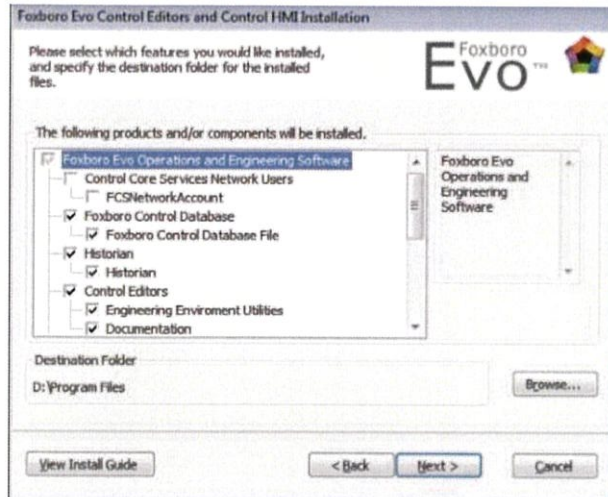 Foxboro Evo Control Editors and Control HMI Installation
Please select which features you would like installed,
and specify the destination folder for the installed
files.
Foxboro
Evo™
The following products and/or components will be installed.
Foxboro Evo Operations and Engineering Software
Control Core Services Network Users
FCSNetworkAccount
Foxboro Control Database
Foxboro Control Database File
Historian
Historian
Control Editors
Engineering Enviroment Utilities
Documentation
Foxboro Evo
Operations and
Engineering
Software
Destination Folder
D:\Program Files
Browse...
View Install Guide
< Back
Next >
Cancel